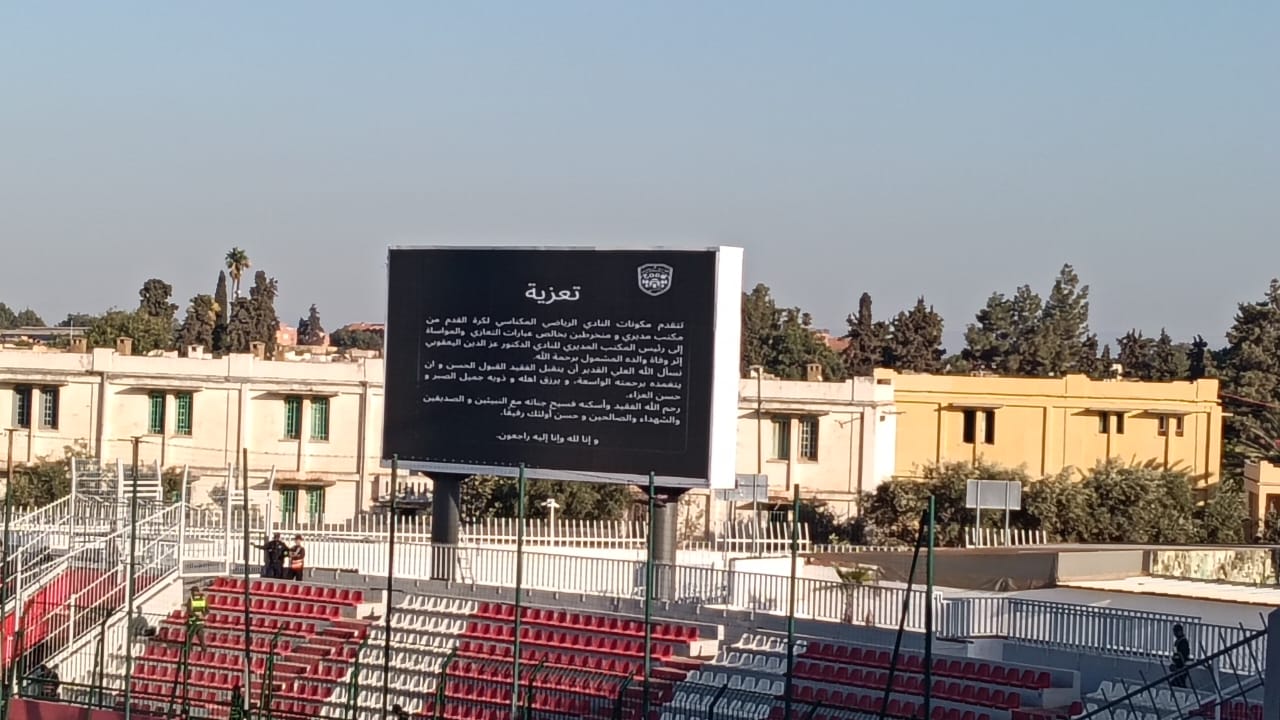 تعزية
تتقدم مكونات النادي الرياضي المكناسي لكرة القدم من
مكتب مديري و منخرطين بخالص عبارات التعازي والمواساة
إلى رئيس المكتب المديري للنادي الدكتور عز الدين اليعقوبي
إثر وفاة والده المشمول برحمة الله.
نسأل الله العلي القدير أن يتقبل الفقيد القبول الحسن و ان
يتغمده برحمته الواسعة، و يرزق اهله و ذويه جميل الصبر و
حسن العزاء.
رحم الله الفقيد وأسكنه فسيح جناته مع النبيئين و الصديقين
والشهداء والصالحين و حسن أولئك رفيقا.
و إنا لله وإنا إليه راجعون.